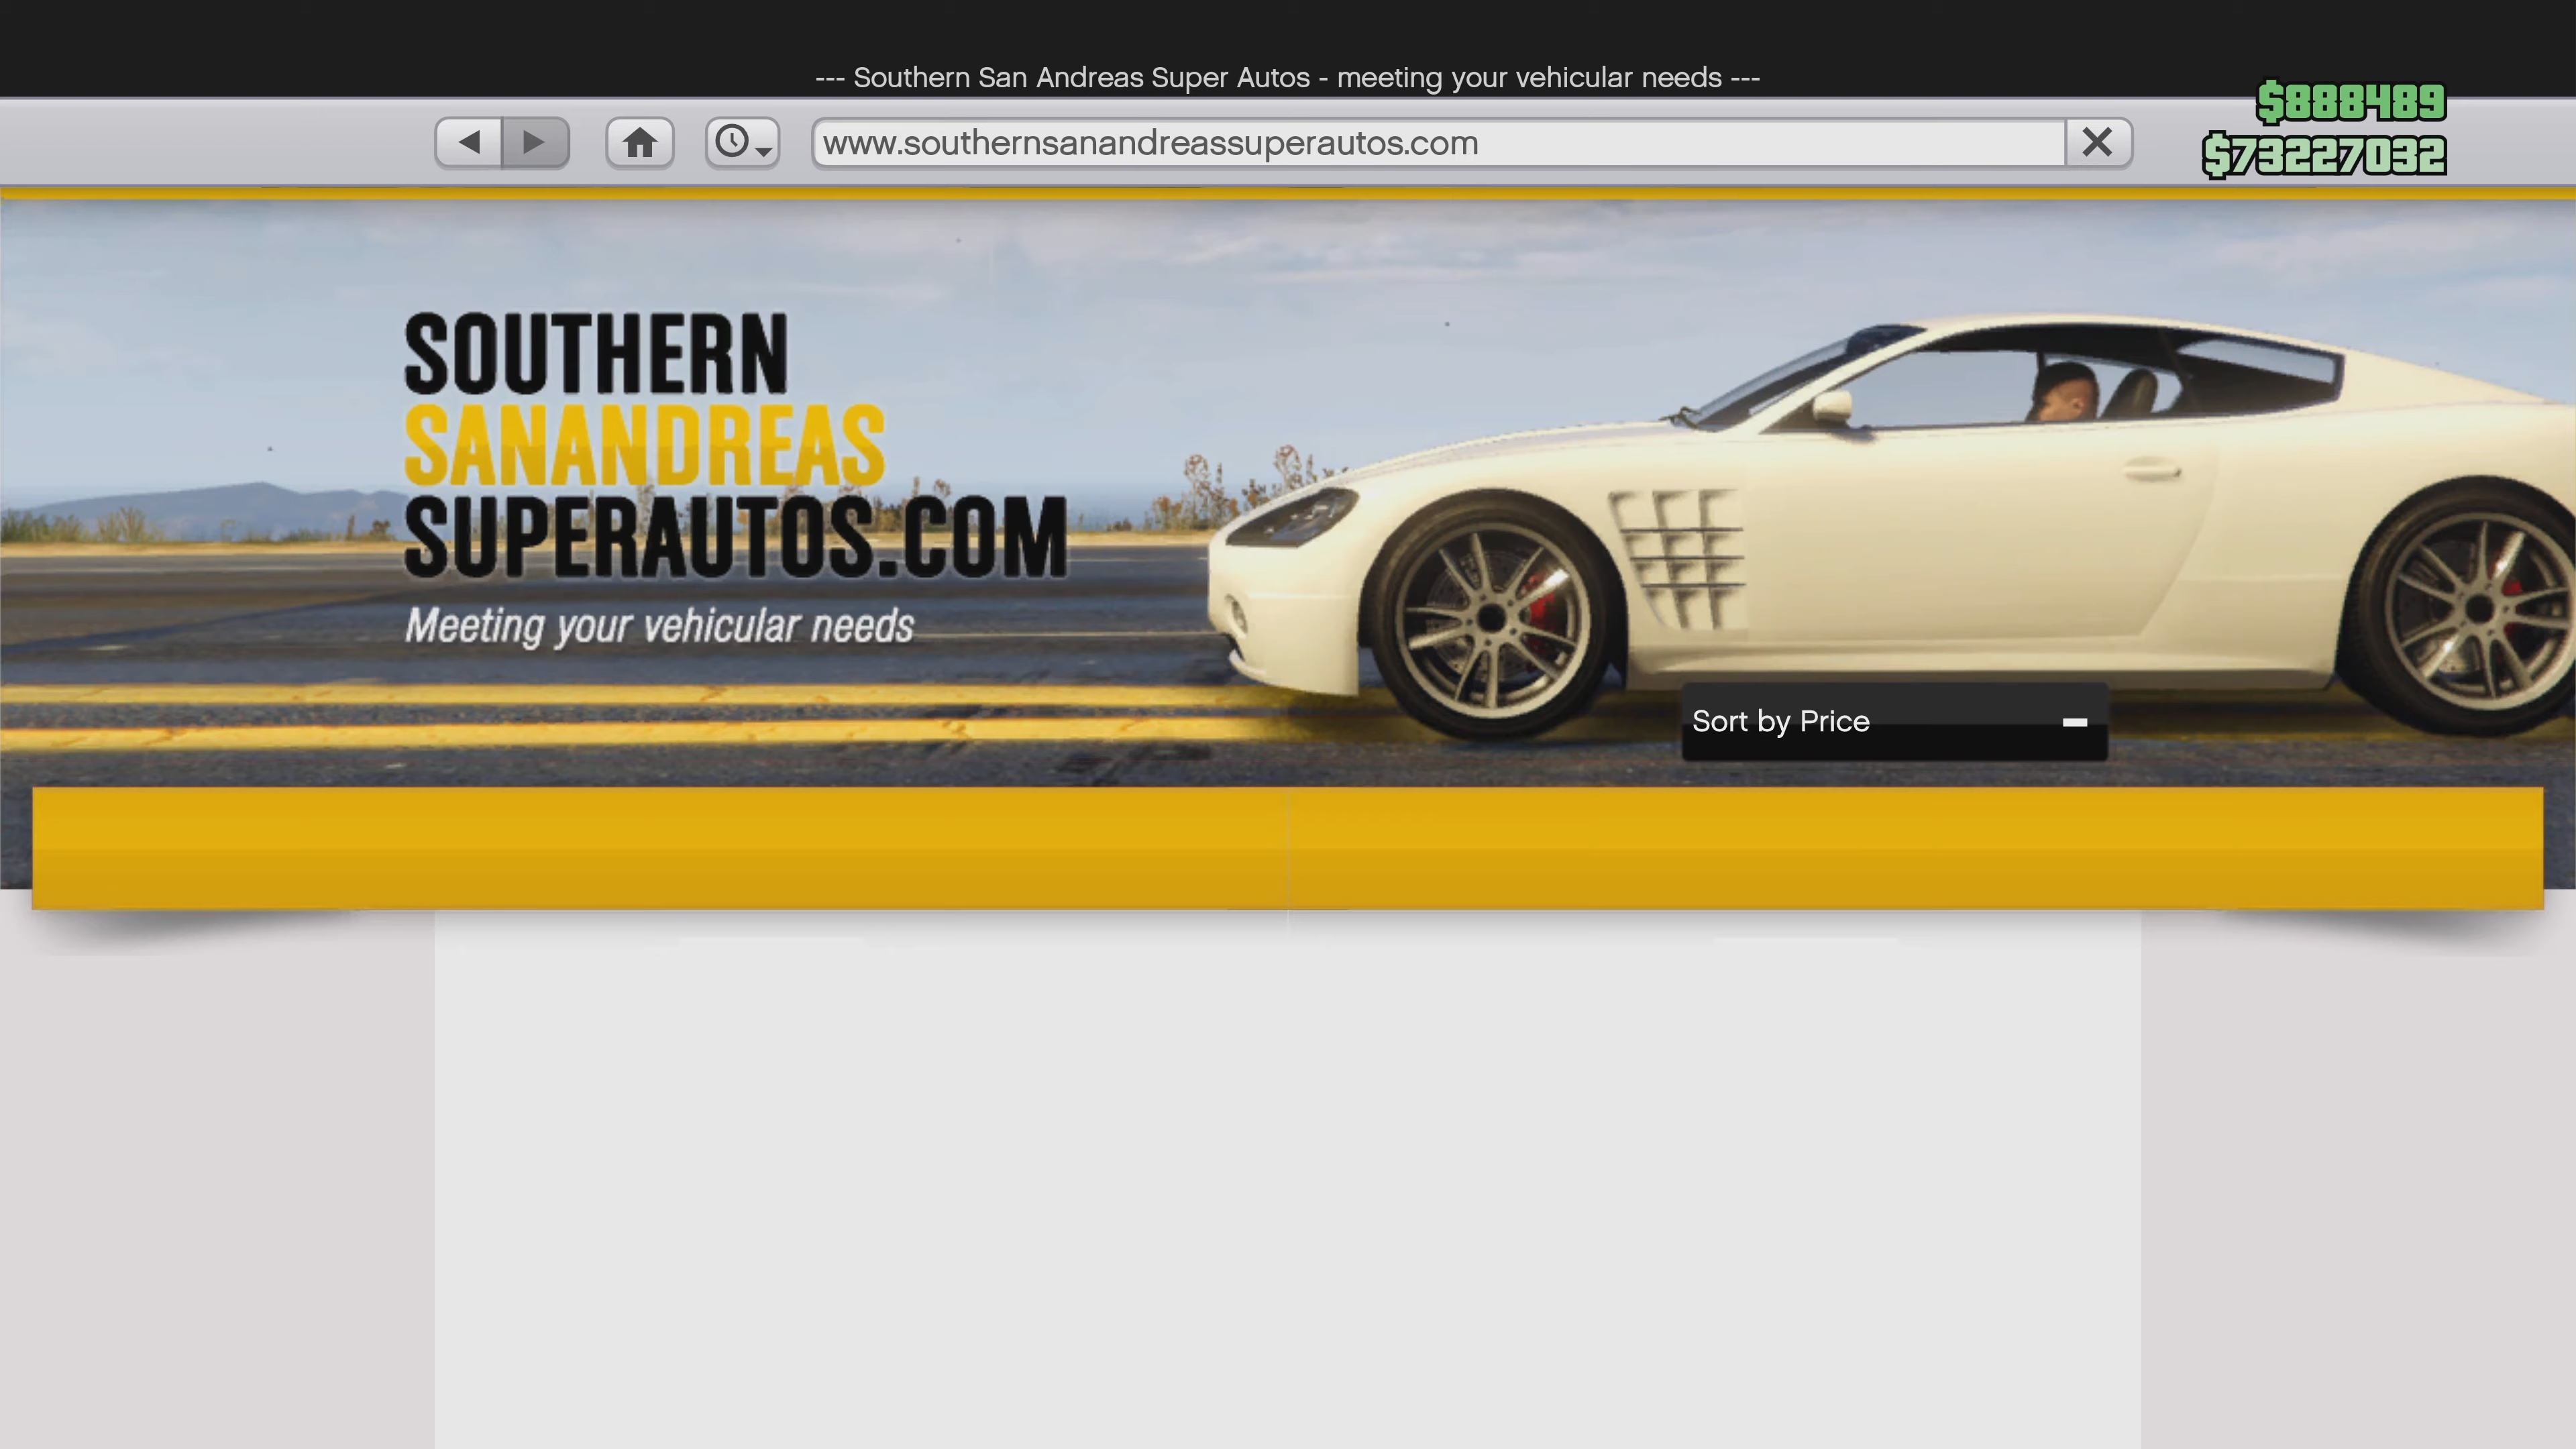 --- Southern San Andreas Super Autos - meeting your vehicular needs ---
$888489
www.southernsanandreassuperautos.com
$73227032
SOUTHERN
SANANDREAS
SUPERAUTOS.COM
Meeting your vehicular needs
Sort by Price